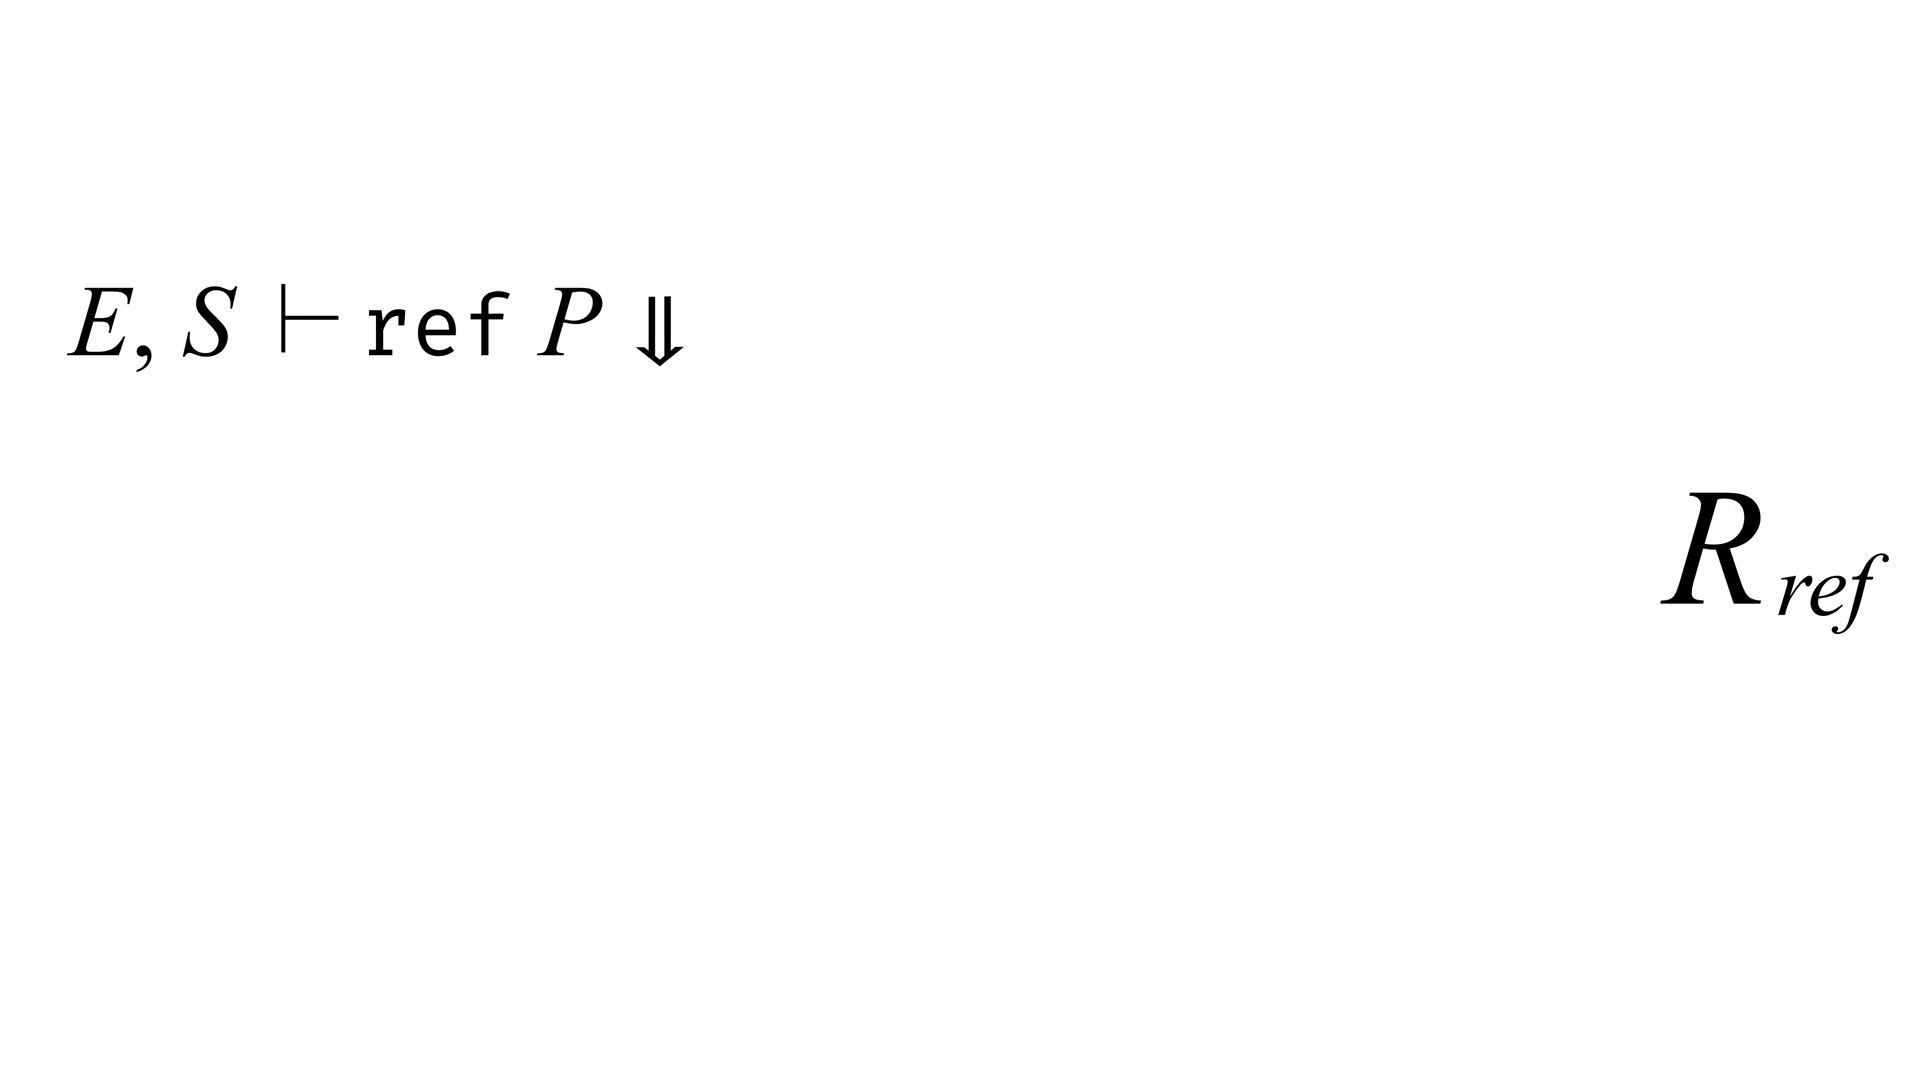 E, S ⊢ ref P ⇓
R_ref